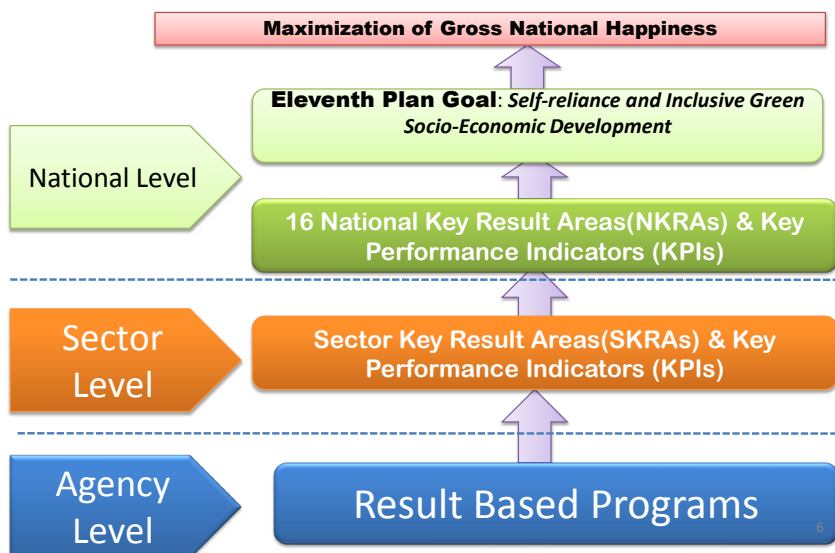 Maximization of Gross National Happiness
Eleventh Plan Goal: Self-reliance and Inclusive Green
Socio-Economic Development
National Level
16 National Key Result Areas(NKRAs) & Key
Performance Indicators (KPIs)
Sector
Level
Sector Key Result Areas(SKRAs) & Key
Performance Indicators (KPIs)
Agency
Level
Result Based Programs
6